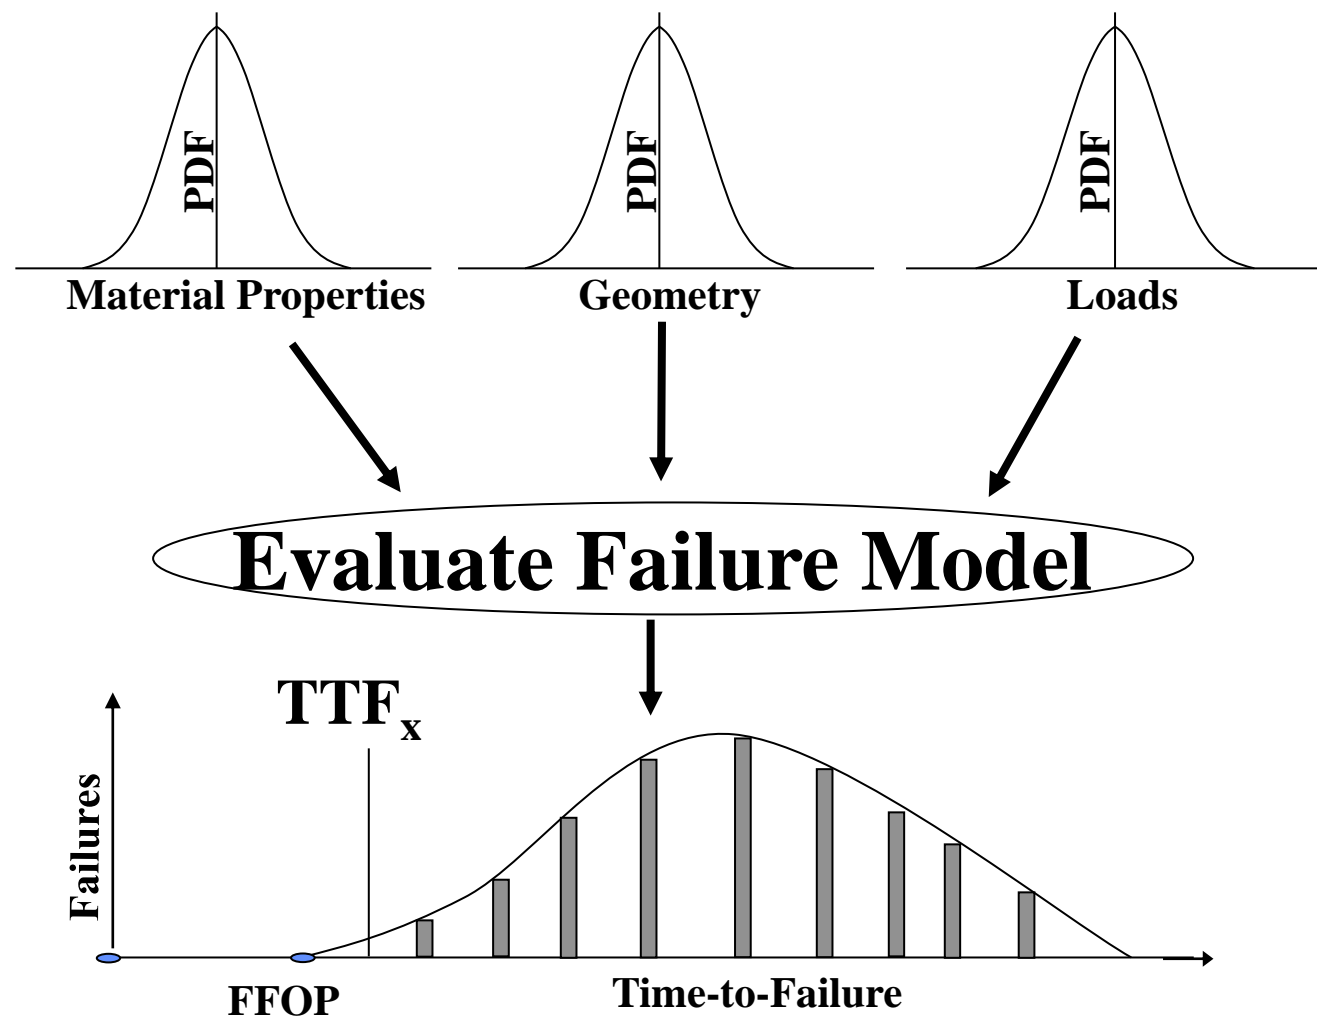 PDF
PDF
PDF
Material Properties
Geometry
Loads
Evaluate Failure Model
TTFx
Failures
FFOP
Time-to-Failure